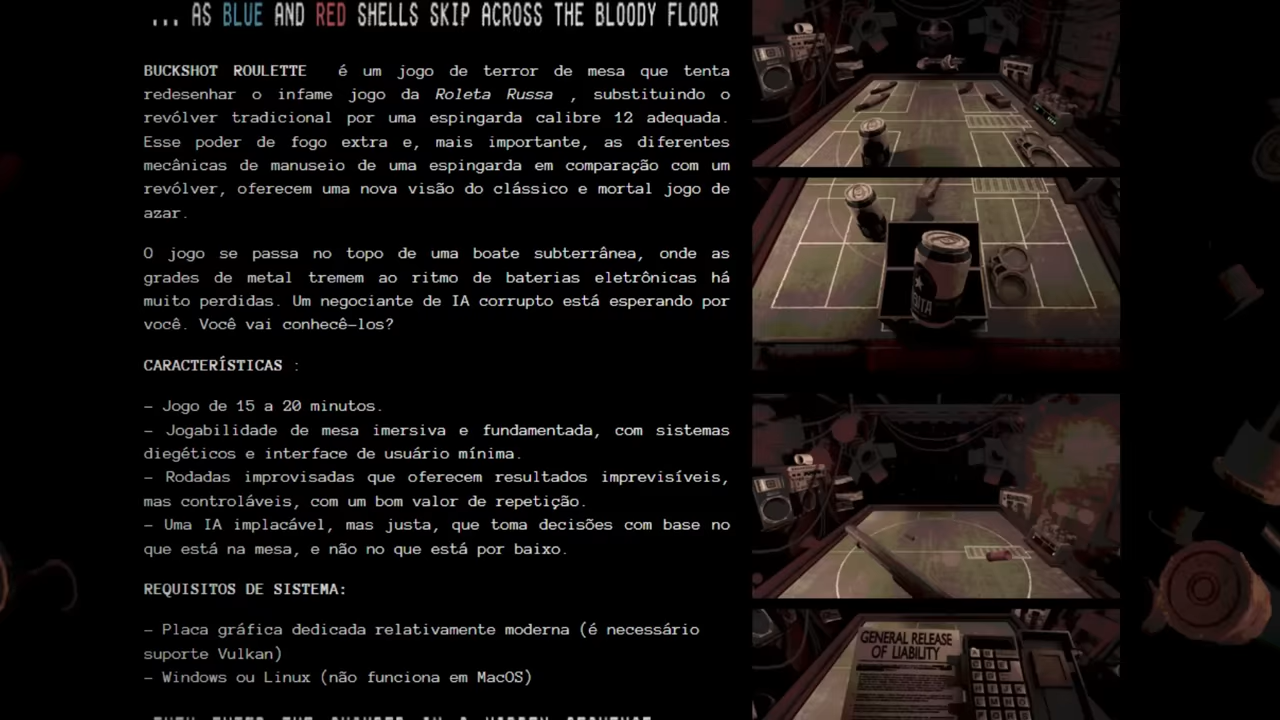 ... AS BLUE AND RED SHELLS SKIP ACROSS THE BLOODY FLOOR
BUCKSHOT ROULETTE é um jogo de terror de mesa que tenta
redesenhar o infame jogo da Roleta Russa , substituindo o
revólver tradicional por uma espingarda calibre 12 adequada.
Esse poder de fogo extra e, mais importante, as diferentes
mecânicas de manuseio de uma espingarda em comparação com um
revólver, oferecem uma nova visão do clássico e mortal jogo de
azar.
O jogo se passa no topo de uma boate subterrânea, onde as
grades de metal tremem ao ritmo de baterias eletrônicas há
muito perdidas. Um negociante de IA corrupto está esperando por
você. Você vai conhecê-los?
CARACTERÍSTICAS :
- Jogo de 15 a 20 minutos.
- Jogabilidade de mesa imersiva e fundamentada, com sistemas
diegéticos e interface de usuário mínima.
- Rodadas improvisadas que oferecem resultados imprevisíveis,
mas controláveis, com um bom valor de repetição.
- Uma IA implacável, mas justa, que toma decisões com base no
que está na mesa, e não no que está por baixo.
REQUISITOS DE SISTEMA:
- Placa gráfica dedicada relativamente moderna (é necessário
suporte Vulkan)
- Windows ou Linux (não funciona em MacOS)
GENERAL RELEASE
OF LIABILITY